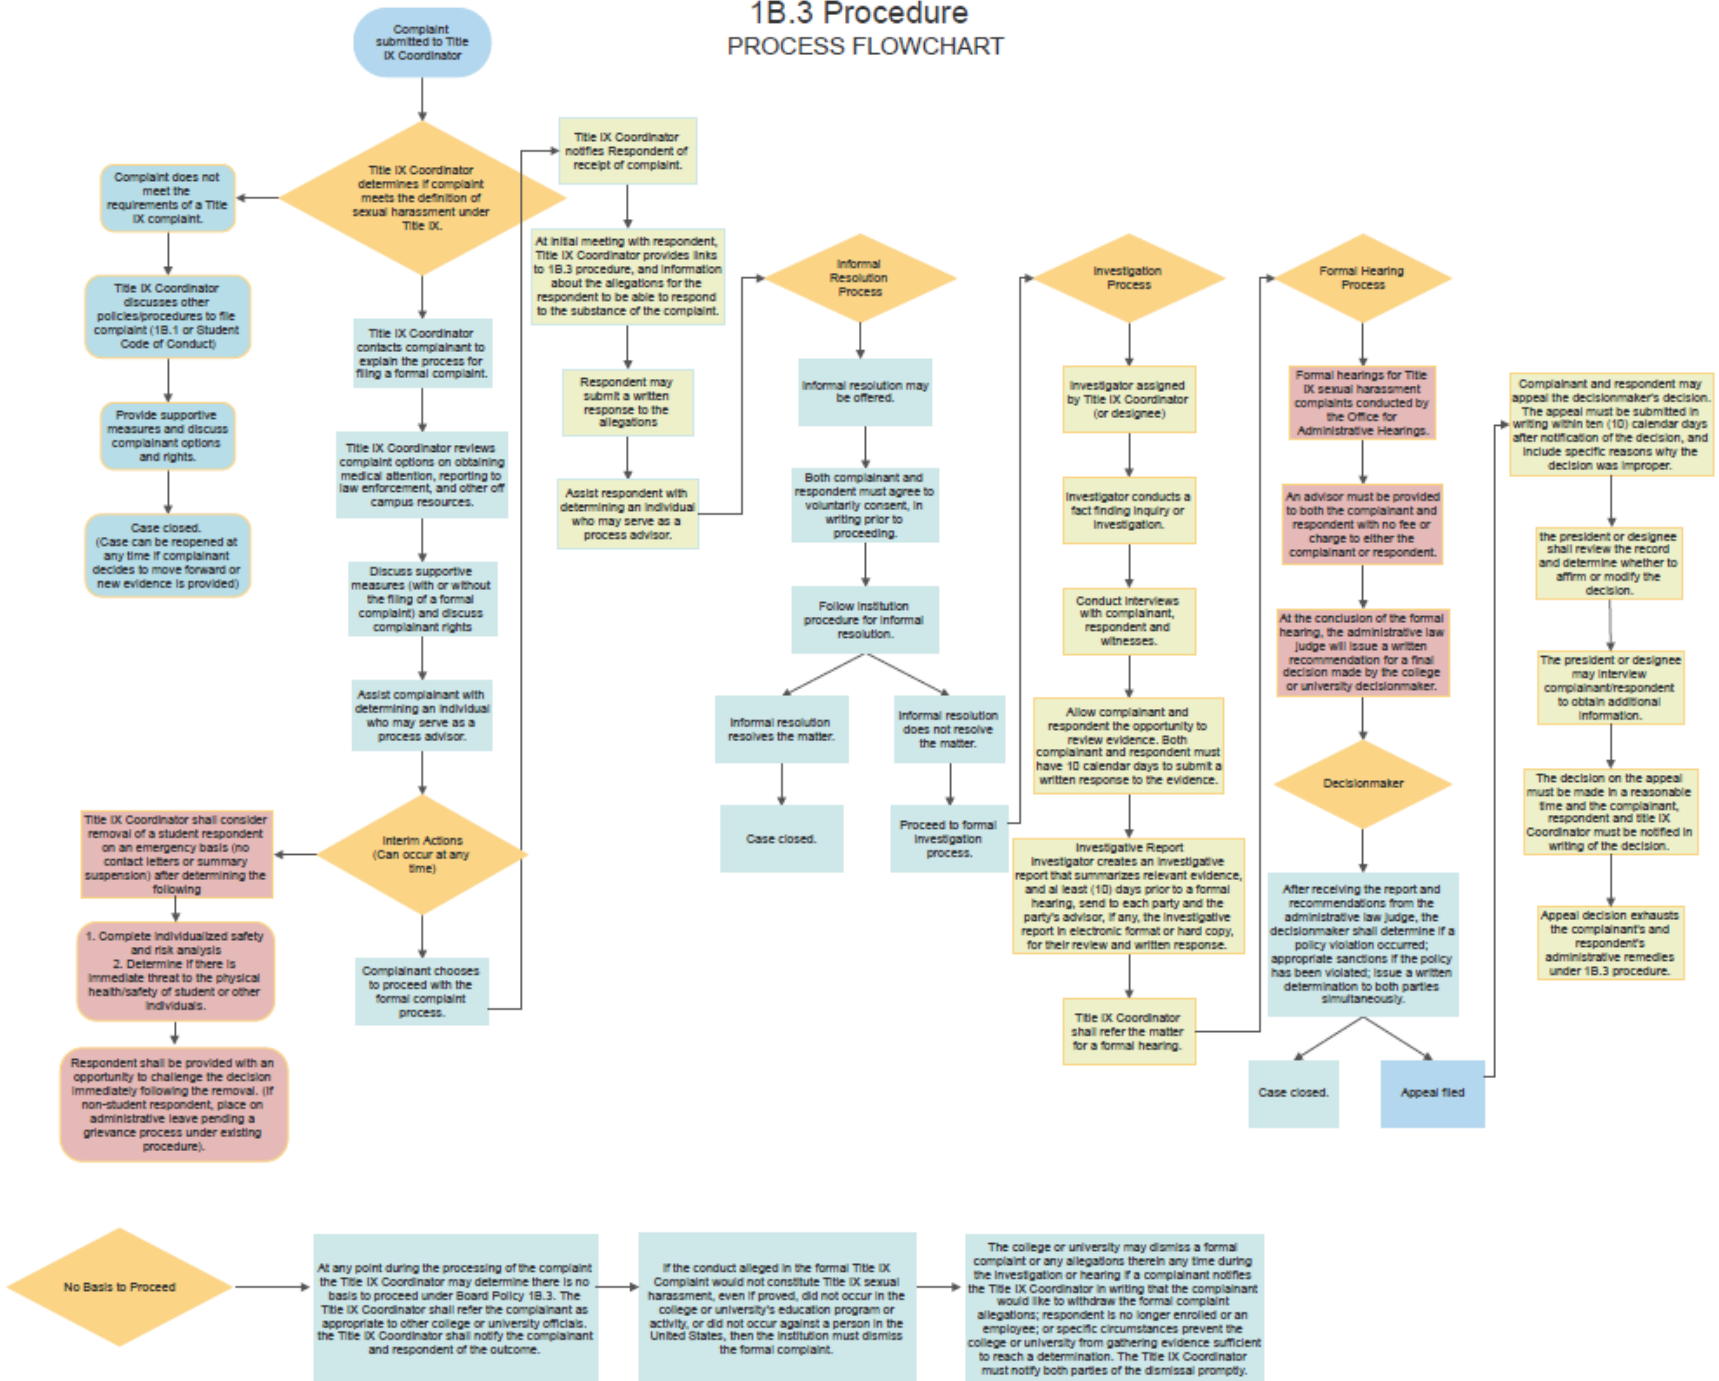 1B.3 Procedure
PROCESS FLOWCHART
Complaint
submitted to Title
IX Coordinator
Title IX Coordinator
determines if complaint
meets the definition of
sexual harassment under
Title IX.
Complaint does not
meet the
requirements of a Title
IX complaint.
Title IX Coordinator
discusses other
policies/procedures to file
complaint (1B.1 or Student
Code of Conduct)
Provide supportive
measures and discuss
complainant options
and rights.
Case closed.
(Case can be reopened at
any time if complainant
decides to move forward or
new evidence is provided)
Title IX Coordinator
contacts complainant to
explain the process for
filing a formal complaint.
Title IX Coordinator reviews
complaint options on obtaining
medical attention, reporting to
law enforcement, and other off
campus resources.
Discuss supportive
measures (with or without
the filing of a formal
complaint) and discuss
complainant rights
Assist complainant with
determining an individual
who may serve as a
process advisor.
Interim Actions
(Can occur at any
time)
Title IX Coordinator shall consider
removal of a student respondent
on an emergency basis (no
contact letters or summary
suspension) after determining the
following
1. Complete individualized safety
and risk analysis
2. Determine if there is
immediate threat to the physical
health/safety of student or other
individuals.
Respondent shall be provided with an
opportunity to challenge the decision
immediately following the removal. (If
non-student respondent, place on
administrative leave pending a
grievance process under existing
procedure).
Complainant chooses
to proceed with the
formal complaint
process.
Title IX Coordinator
notifies Respondent of
receipt of complaint.
At initial meeting with respondent,
Title IX Coordinator provides links
to 1B.3 procedure, and information
about the allegations for the
respondent to be able to respond
to the substance of the complaint.
Respondent may
submit a written
response to the
allegations
Assist respondent with
determining an individual
who may serve as a
process advisor.
Informal
Resolution
Process
Informal resolution may
be offered.
Both complainant and
respondent must agree to
voluntarily consent, in
writing prior to
proceeding.
Follow institution
procedure for informal
resolution.
Informal resolution
resolves the matter.
Case closed.
Informal resolution
does not resolve
the matter.
Proceed to formal
investigation
process.
Investigation
Process
Investigator assigned
by Title IX Coordinator
(or designee)
Investigator conducts a
fact finding inquiry or
investigation.
Conduct interviews
with complainant,
respondent and
witnesses.
Allow complainant and
respondent the opportunity to
review evidence. Both
complainant and respondent must
have 10 calendar days to submit a
written response to the evidence.
Investigative Report
Investigator creates an investigative
report that summarizes relevant evidence,
and al least (10) days prior to a formal
hearing, send to each party and the
party's advisor, if any, the investigative
report in electronic format or hard copy,
for their review and written response.
Title IX Coordinator
shall refer the matter
for a formal hearing.
Formal Hearing
Process
Formal hearings for Title
IX sexual harassment
complaints conducted by
the Office for
Administrative Hearings.
An advisor must be provided
to both the complainant and
respondent with no fee or
charge to either the
complainant or respondent.
At the conclusion of the formal
hearing, the administrative law
judge will issue a written
recommendation for a final
decision made by the college
or university decisionmaker.
Decisionmaker
After receiving the report and
recommendations from the
administrative law judge, the
decisionmaker shall determine if a
policy violation occurred;
appropriate sanctions if the policy
has been violated; issue a written
determination to both parties
simultaneously.
Case closed.
Appeal filed
Complainant and respondent may
appeal the decisionmaker's decision.
The appeal must be submitted in
writing within ten (10) calendar days
after notification of the decision, and
include specific reasons why the
decision was improper.
the president or designee
shall review the record
and determine whether to
affirm or modify the
decision.
The president or designee
may interview
complainant/respondent
to obtain additional
information.
The decision on the appeal
must be made in a reasonable
time and the complainant,
respondent and title IX
Coordinator must be notified in
writing of the decision.
Appeal decision exhausts
the complainant's and
respondent's
administrative remedies
under 1B.3 procedure.
No Basis to Proceed
At any point during the processing of the complaint
the Title IX Coordinator may determine there is no
basis to proceed under Board Policy 1B.3. The
Title IX Coordinator shall refer the complainant as
appropriate to other college or university officials.
the Title IX Coordinator shall notify the complainant
and respondent of the outcome.
If the conduct alleged in the formal Title IX
Complaint would not constitute Title IX sexual
harassment, even if proved, did not occur in the
college or university's education program or
activity, or did not occur against a person in the
United States, then the institution must dismiss
the formal complaint.
The college or university may dismiss a formal
complaint or any allegations therein any time during
the investigation or hearing if a complainant notifies
the Title IX Coordinator in writing that the complainant
would like to withdraw the formal complaint
allegations; respondent is no longer enrolled or an
employee; or specific circumstances prevent the
college or university from gathering evidence sufficient
to reach a determination. The Title IX Coordinator
must notify both parties of the dismissal promptly.